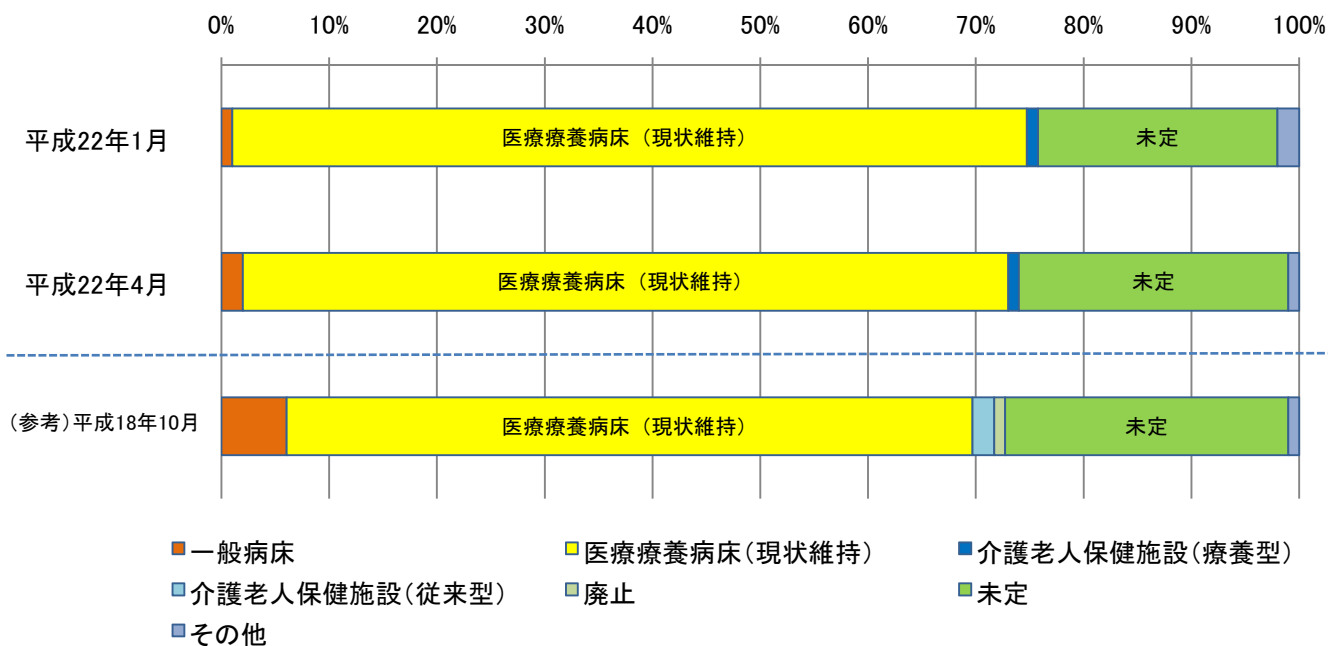 0% 10% 20% 30% 40% 50% 60% 70% 80% 90% 100%
平成22年1月 医療療養病床（現状維持） 未定
平成22年4月 医療療養病床（現状維持） 未定
(参考)平成18年10月 医療療養病床（現状維持） 未定
一般病床 医療療養病床(現状維持) 介護老人保健施設(療養型)
介護老人保健施設(従来型) 廃止 未定
その他